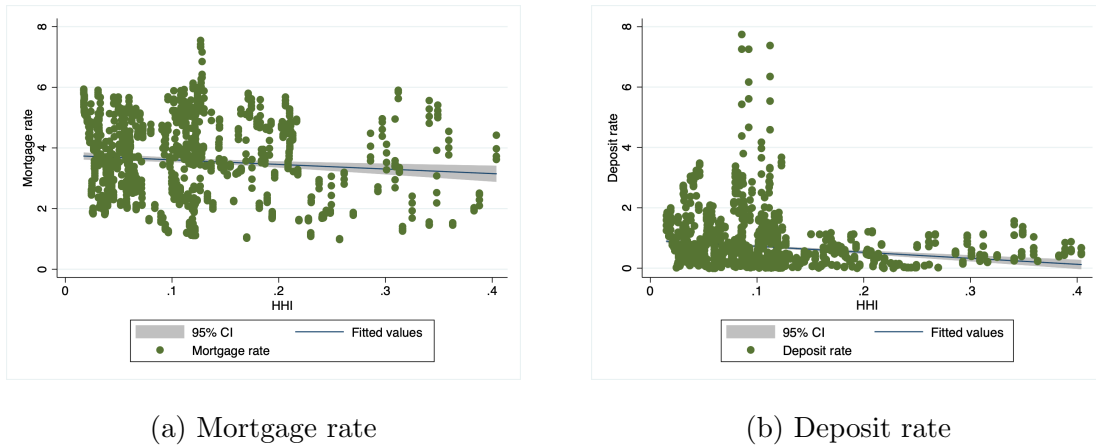 8
6
4
2
0
Mortgage rate
0
.1
.2
.3
.4
HHI
95% CI
Fitted values
Mortgage rate
(a) Mortgage rate
8
6
4
2
0
Deposit rate
0
.1
.2
.3
.4
HHI
95% CI
Fitted values
Deposit rate
(b) Deposit rate